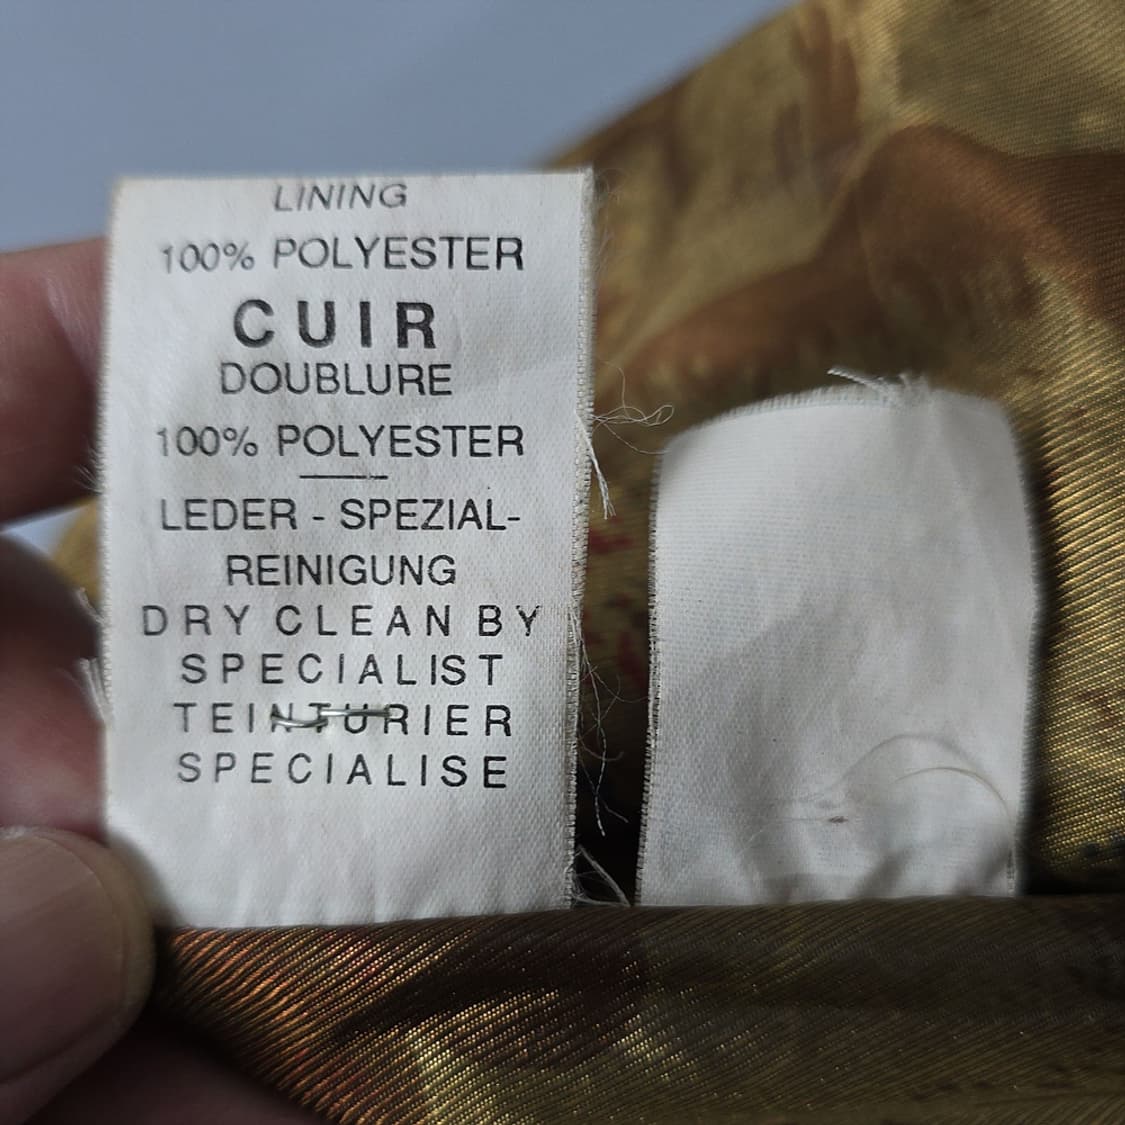 LINING
100% POLYESTER
CUIR
DOUBLURE
100% POLYESTER
LEDER - SPEZIAL-
REINIGUNG
DRY CLEAN BY
SPECIALIST
TEINTURIER
SPECIALISE